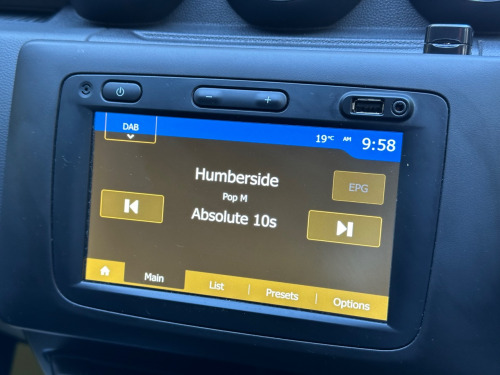 DAB
19°C AM 9:58
Humberside
EPG
Pop M
Absolute 10s
Main
List
Presets
Options